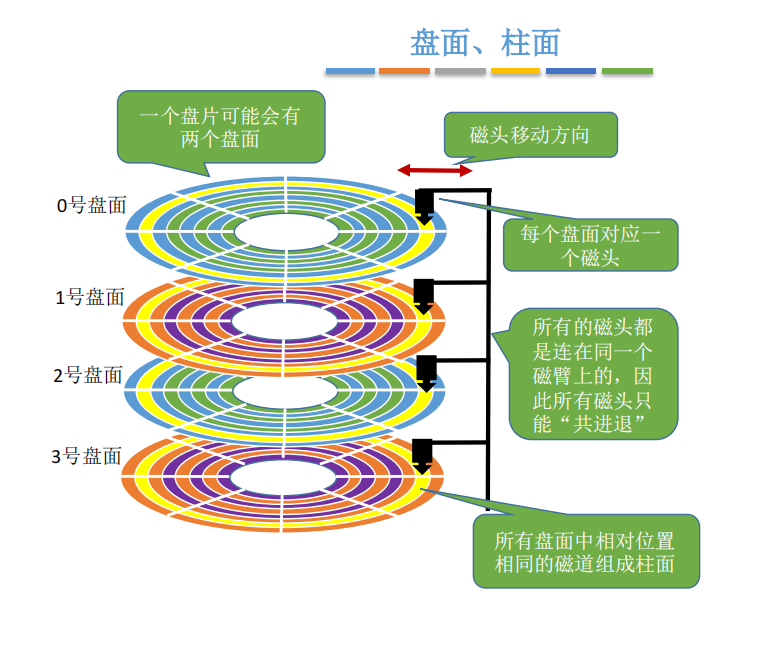 盘面、柱面
一个盘片可能会有
两个盘面
磁头移动方向
0号盘面
每个盘面对应一
个磁头
1号盘面
所有的磁头都
是连在同一个
磁臂上的，因
此所有磁头只
能“共进退”
2号盘面
3号盘面
所有盘面中相对位置
相同的磁道组成柱面